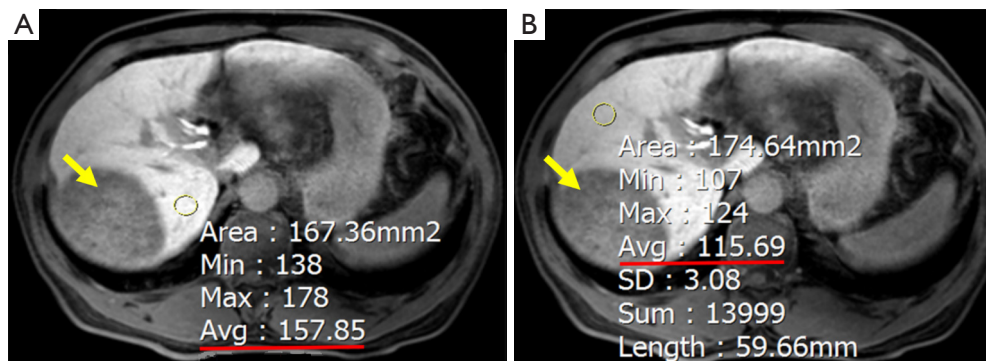 A
Area : 167.36mm2
Min : 138
Max : 178
Avg : 157.85
B
Area : 174.64mm2
Min : 107
Max : 124
Avg : 115.69
SD : 3.08
Sum : 13999
Length : 59.66mm